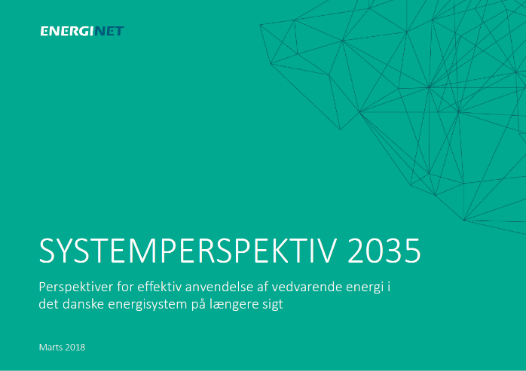 ENERGINET
SYSTEMPERSPEKTIV 2035
Perspektiver for effektiv anvendelse af vedvarende energi i
det danske energisystem på længere sigt
Marts 2018